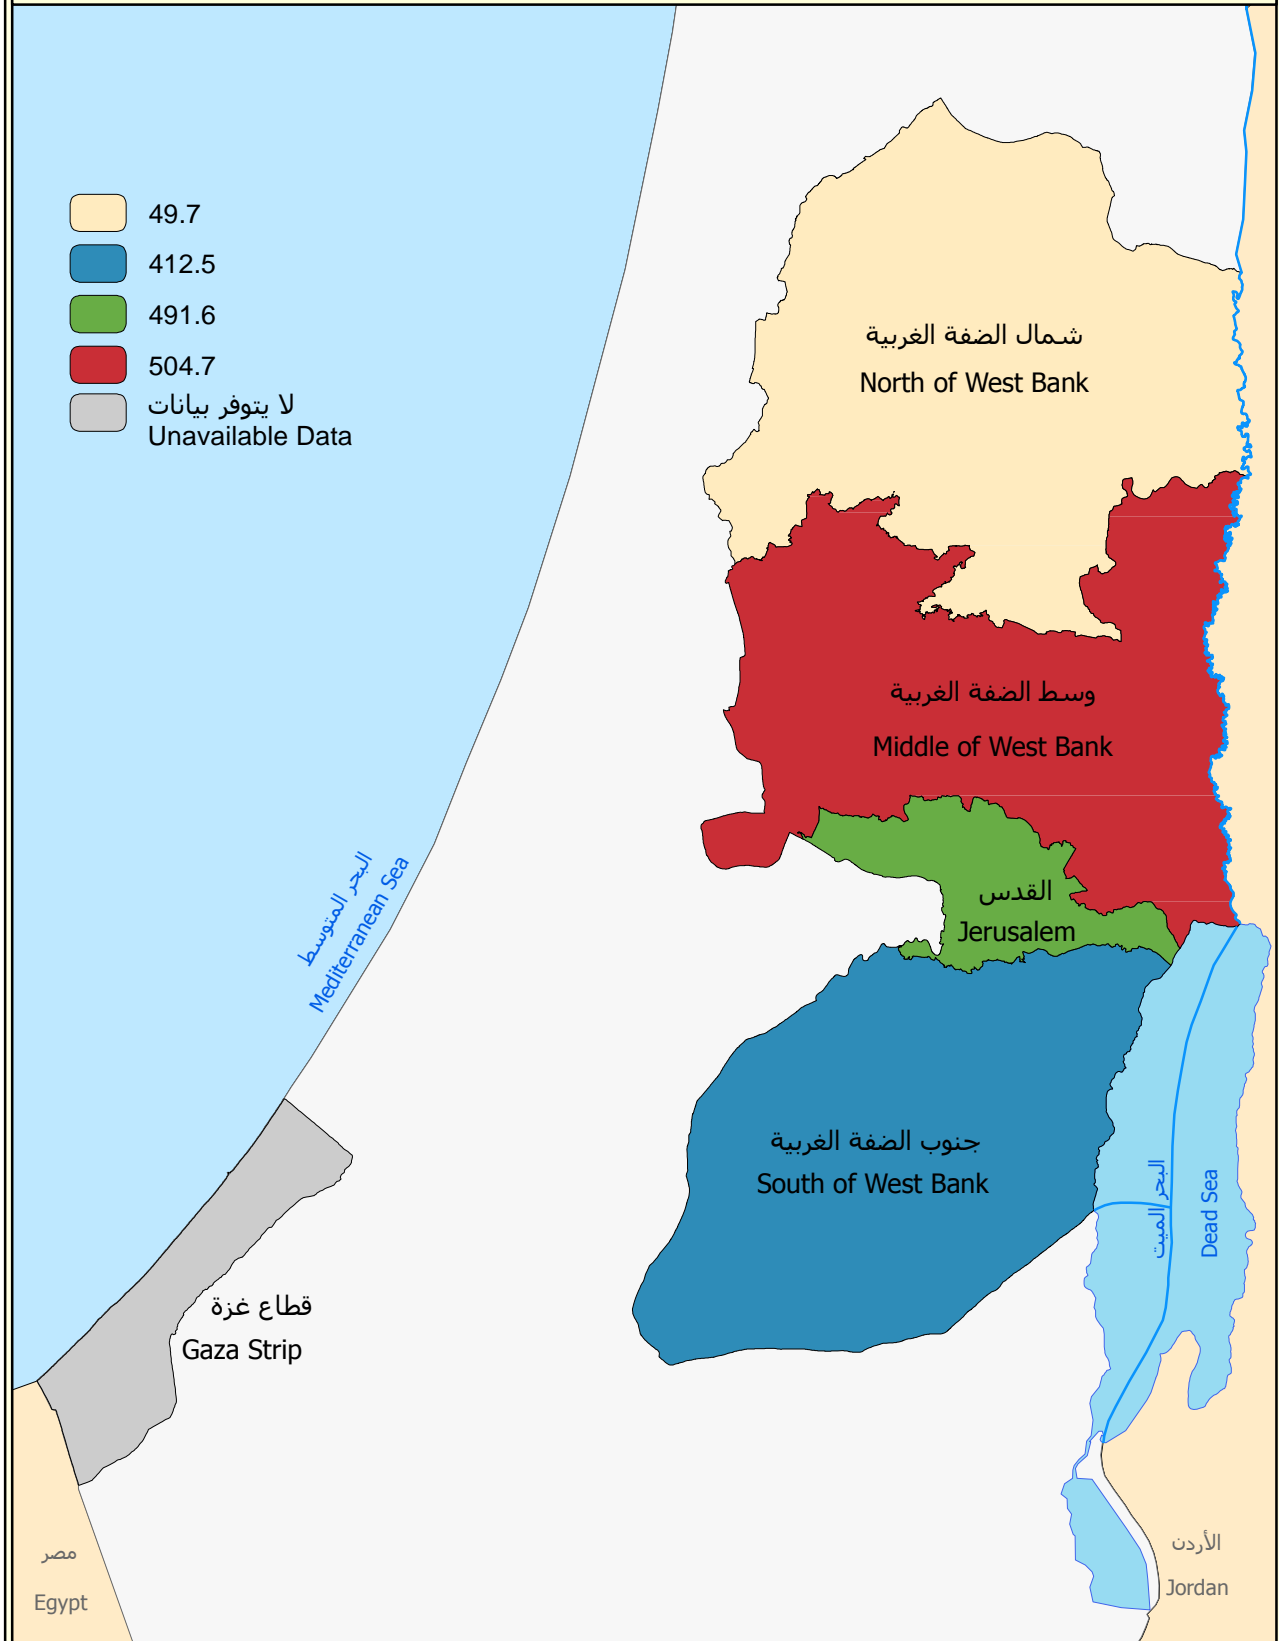 49.7
412.5
491.6
504.7
لا يتوفر بيانات
Unavailable Data
شمال الضفة الغربية
North of West Bank
وسط الضفة الغربية
Middle of West Bank
القدس
Jerusalem
البحر المتوسط
Mediterranean Sea
جنوب الضفة الغربية
South of West Bank
البحر الميت
Dead Sea
قطاع غزة
Gaza Strip
مصر
Egypt
الأردن
Jordan